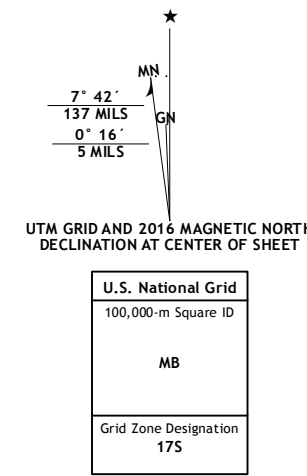 MN
7° 42´
137 MILS
GN
0° 16´
5 MILS
UTM GRID AND 2016 MAGNETIC NORTH
DECLINATION AT CENTER OF SHEET
U.S. National Grid
100,000-m Square ID
MB
Grid Zone Designation
17S